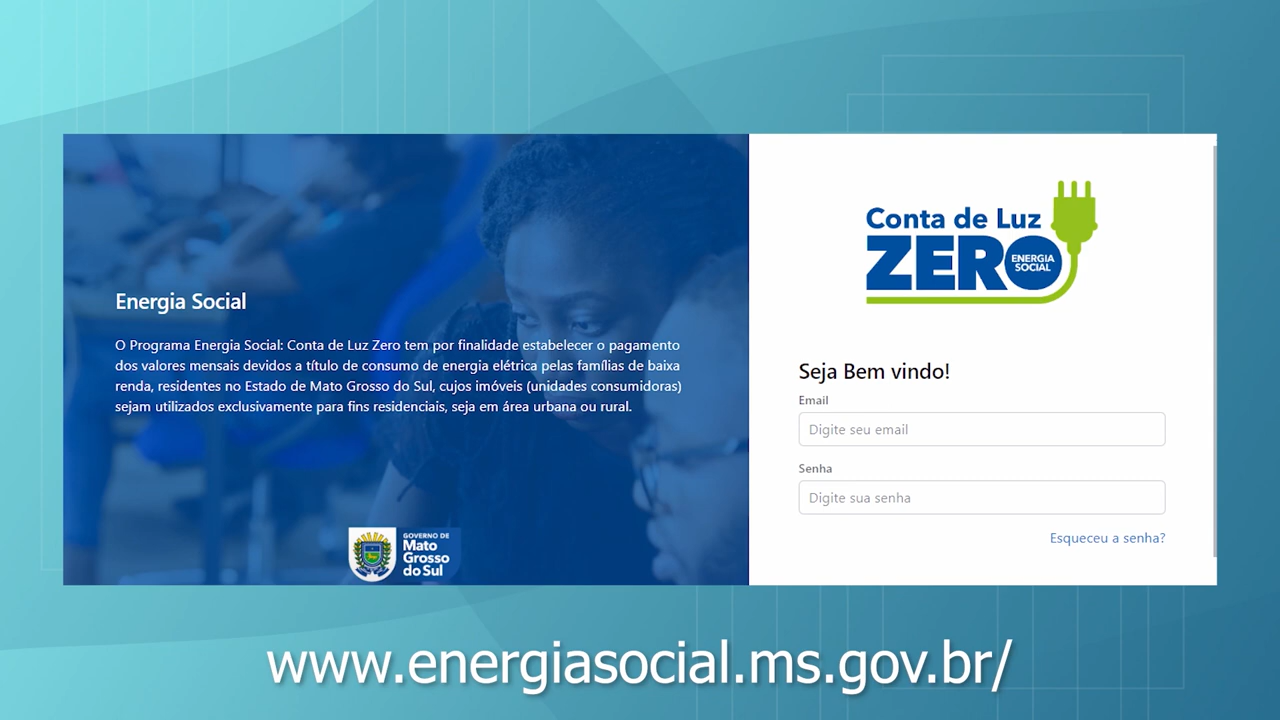 Energia Social
O Programa Energia Social: Conta de Luz Zero tem por finalidade estabelecer o pagamento
dos valores mensais devidos a título de consumo de energia elétrica pelas famílias de baixa
renda, residentes no Estado de Mato Grosso do Sul, cujos imóveis (unidades consumidoras)
sejam utilizados exclusivamente para fins residenciais, seja em área urbana ou rural.
GOVERNO DE
Mato
Grosso
do Sul
Conta de Luz
ZERO
ENERGIA
SOCIAL
Seja Bem vindo!
Email
Digite seu email
Senha
Digite sua senha
Esqueceu a senha?
www.energiasocial.ms.gov.br/